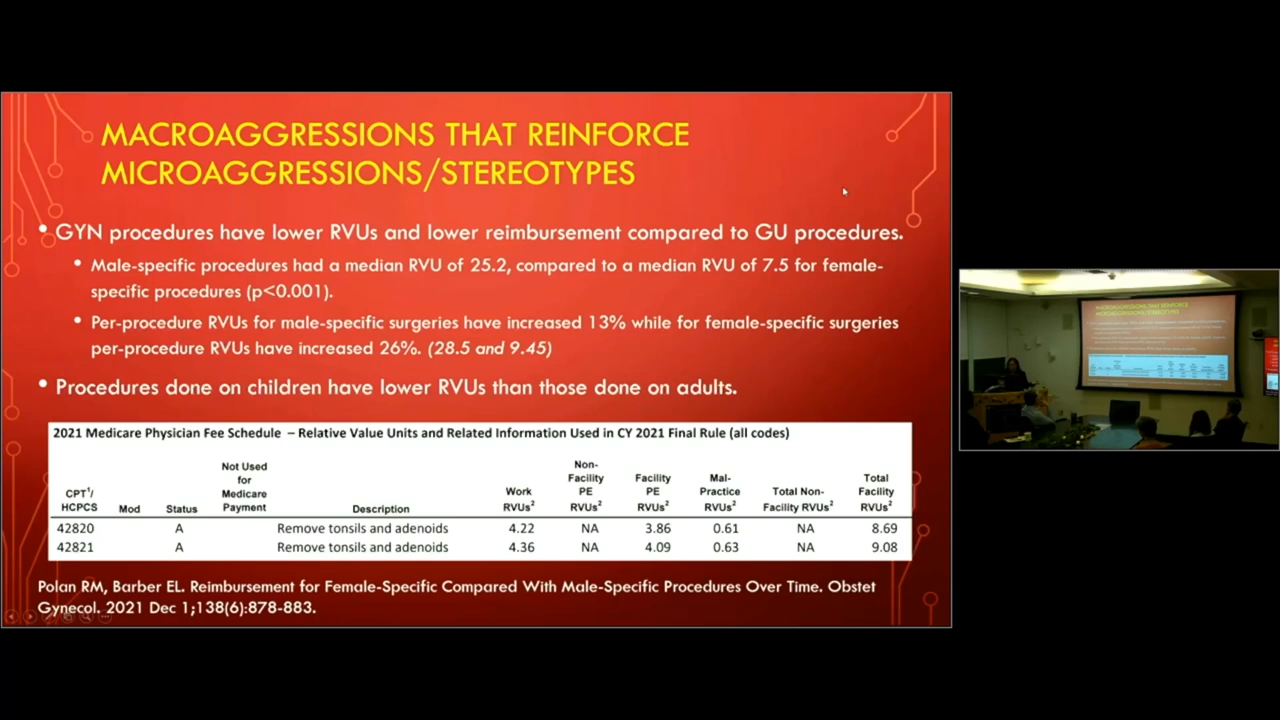 MACROAGGRESSIONS THAT REINFORCE
MICROAGGRESSIONS/STEREOTYPES
• GYN procedures have lower RVUs and lower reimbursement compared to GU procedures.
• Male-specific procedures had a median RVU of 25.2, compared to a median RVU of 7.5 for female-
specific procedures (p<0.001).
• Per-procedure RVUs for male-specific surgeries have increased 13% while for female-specific surgeries
per-procedure RVUs have increased 26%. (28.5 and 9.45)
• Procedures done on children have lower RVUs than those done on adults.
2021 Medicare Physician Fee Schedule – Relative Value Units and Related Information Used in CY 2021 Final Rule (all codes)
CPT¹/ HCPCS Mod Status Not Used for Medicare Payment Description Work RVUs² Non-Facility PE RVUs² Facility PE RVUs² Mal-Practice RVUs² Total Non-Facility RVUs² Total Facility RVUs²
42820 A Remove tonsils and adenoids 4.22 NA 3.86 0.61 NA 8.69
42821 A Remove tonsils and adenoids 4.36 NA 4.09 0.63 NA 9.08
Polan RM, Barber EL. Reimbursement for Female-Specific Compared With Male-Specific Procedures Over Time. Obstet
Gynecol. 2021 Dec 1;138(6):878-883.
MACROAGGRESSIONS THAT REINFORCE
MICROAGGRESSIONS/STEREOTYPES